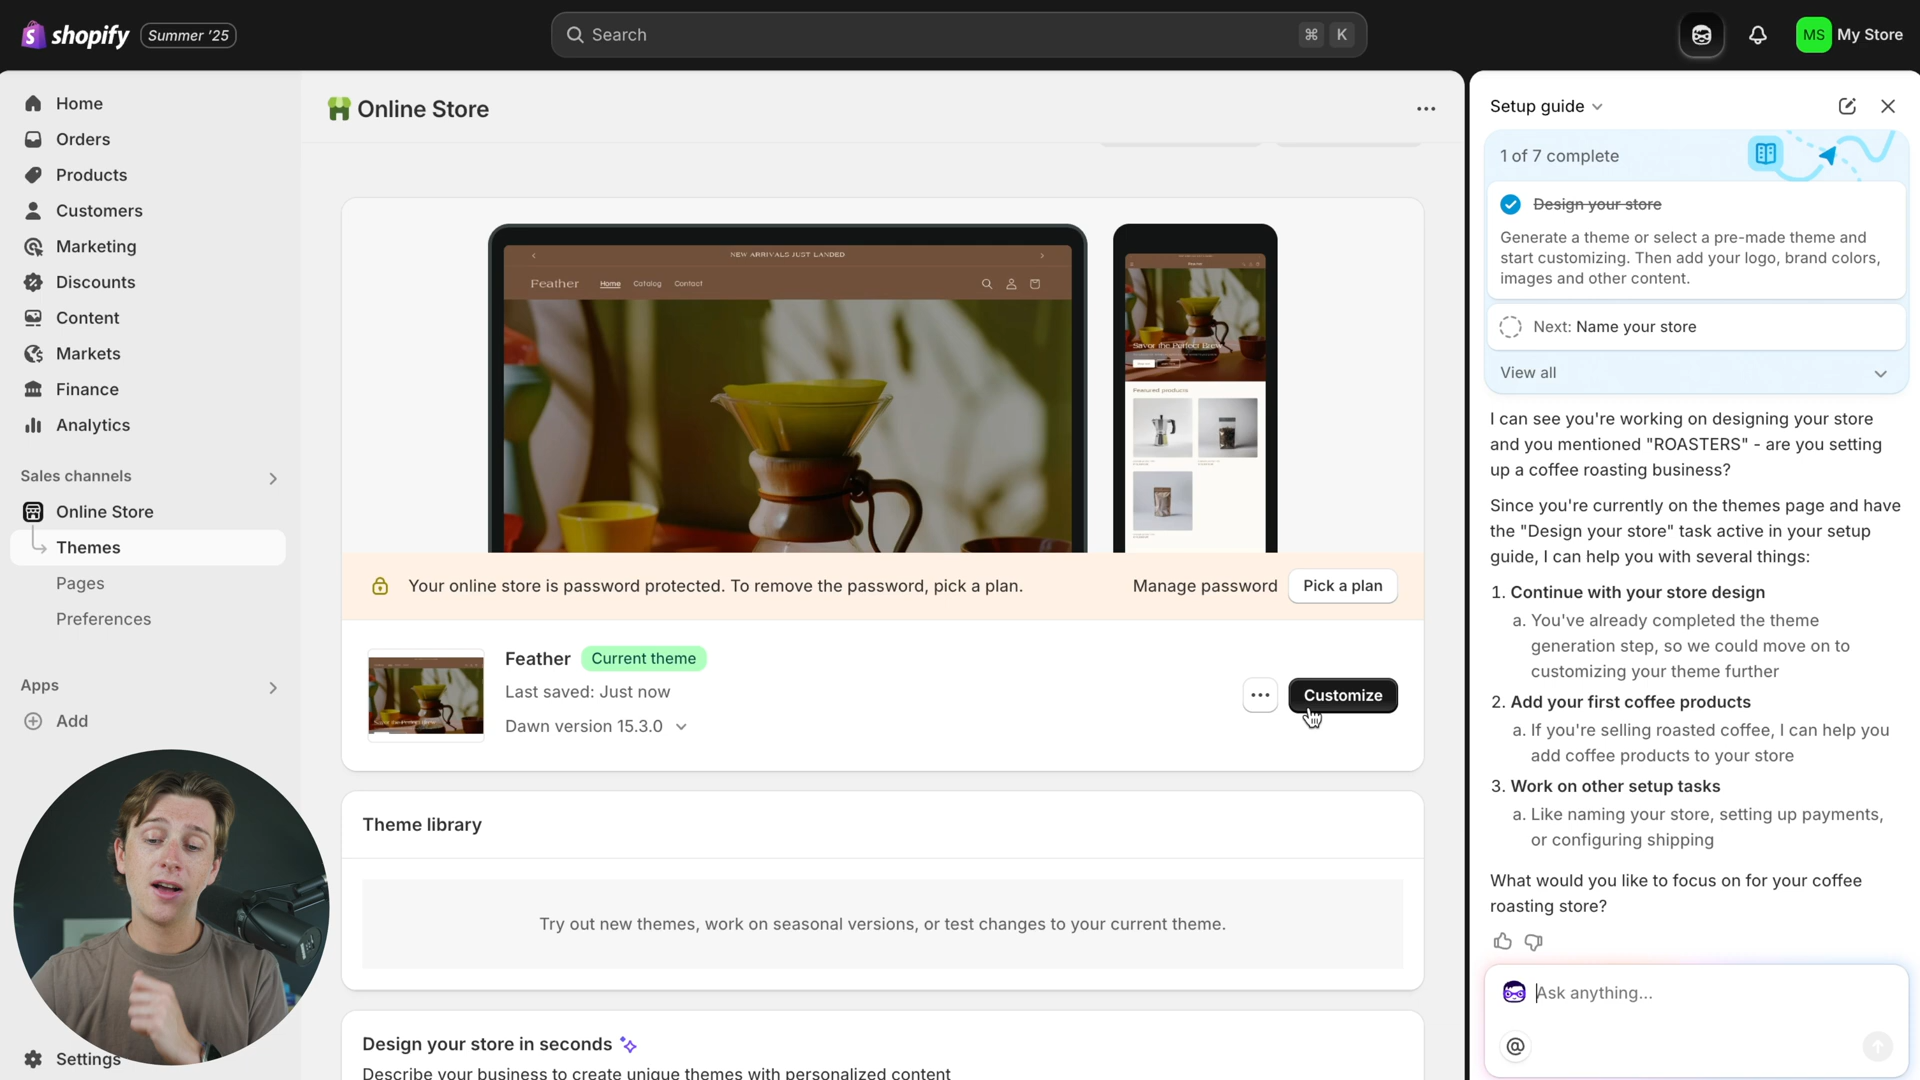 shopify
Summer '25
Search
⌘ K
MS
My Store
Home
Orders
Products
Customers
Marketing
Discounts
Content
Markets
Finance
Analytics
Sales channels
Online Store
Themes
Pages
Preferences
Apps
Add
Settings
Online Store
NEW ARRIVALS JUST LANDED
Feather
Home
Catalog
Contact
Savor the Perfect Brew
Featured products
Your online store is password protected. To remove the password, pick a plan.
Manage password
Pick a plan
Feather
Current theme
Last saved: Just now
Dawn version 15.3.0
Customize
Theme library
Try out new themes, work on seasonal versions, or test changes to your current theme.
Design your store in seconds
Describe your business to create unique themes with personalized content
Setup guide
1 of 7 complete
Design your store
Generate a theme or select a pre-made theme and
start customizing. Then add your logo, brand colors,
images and other content.
Next: Name your store
View all
I can see you're working on designing your store
and you mentioned "ROASTERS" - are you setting
up a coffee roasting business?
Since you're currently on the themes page and have
the "Design your store" task active in your setup
guide, I can help you with several things:
1. Continue with your store design
a. You've already completed the theme
generation step, so we could move on to
customizing your theme further
2. Add your first coffee products
a. If you're selling roasted coffee, I can help you
add coffee products to your store
3. Work on other setup tasks
a. Like naming your store, setting up payments,
or configuring shipping
What would you like to focus on for your coffee
roasting store?
Ask anything...
@